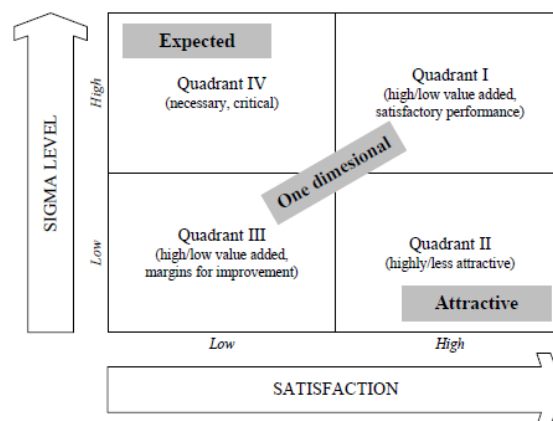 Expected
Quadrant IV
(necessary, critical)
Quadrant I
(high/low value added,
satisfactory performance)
One dimesional
Quadrant III
(high/low value added,
margins for improvement)
Quadrant II
(highly/less attractive)
Attractive
SIGMA LEVEL
High
Low
Low
High
SATISFACTION